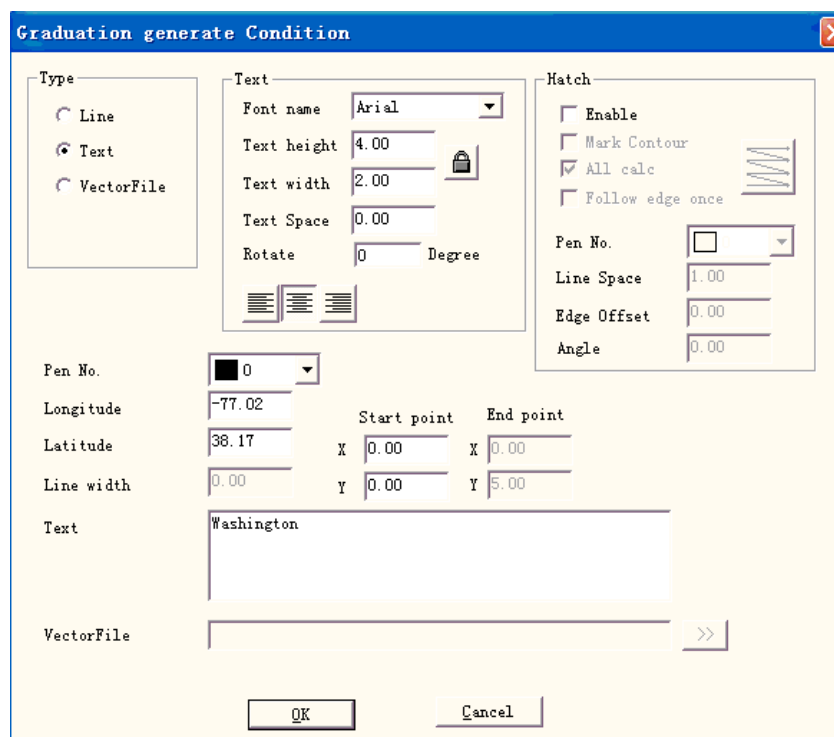 Graduation generate Condition
Type
Line
Text
VectorFile
Text
Font name Arial
Text height 4.00
Text width 2.00
Text Space 0.00
Rotate 0 Degree
Hatch
Enable
Mark Contour
All calc
Follow edge once
Pen No.
Line Space 1.00
Edge Offset 0.00
Angle 0.00
Pen No. 0
Longitude -77.02
Latitude 38.17
Line width 0.00
Start point End point
X 0.00 X 0.00
Y 0.00 Y 5.00
Text Washington
VectorFile >>
OK Cancel